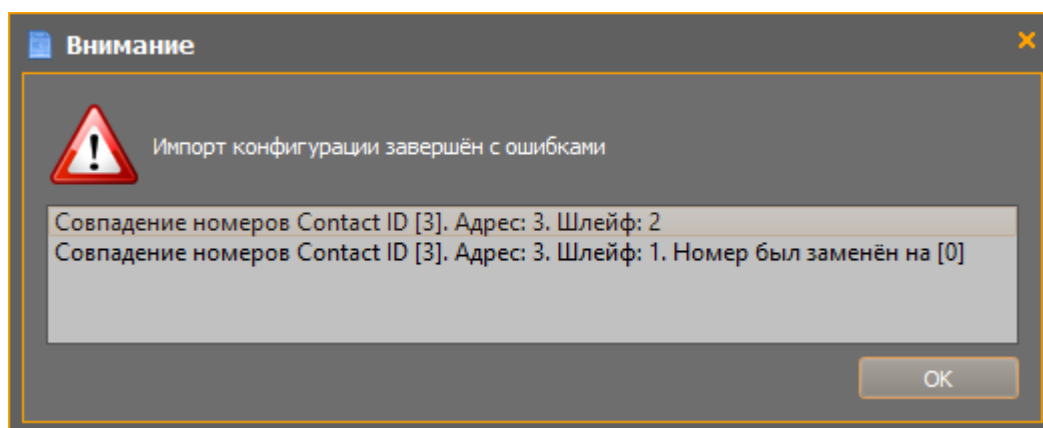 Внимание
Импорт конфигурации завершён с ошибками
Совпадение номеров Contact ID [3]. Адрес: 3. Шлейф: 2
Совпадение номеров Contact ID [3]. Адрес: 3. Шлейф: 1. Номер был заменён на [0]
OK